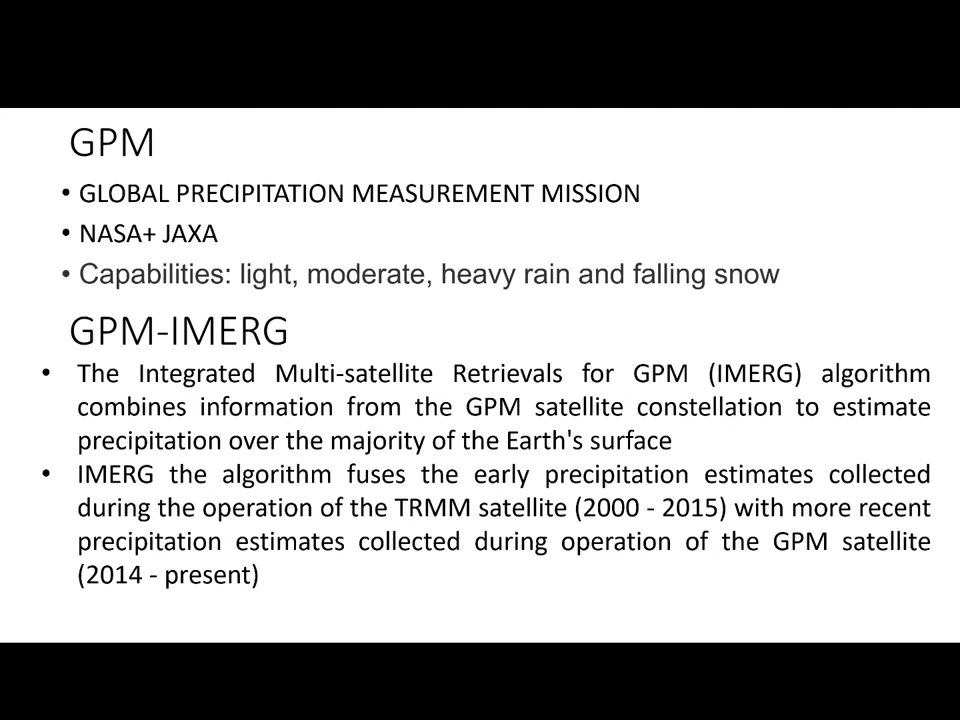 GPM
• GLOBAL PRECIPITATION MEASUREMENT MISSION
• NASA+ JAXA
• Capabilities: light, moderate, heavy rain and falling snow
GPM-IMERG
• The Integrated Multi-satellite Retrievals for GPM (IMERG) algorithm
combines information from the GPM satellite constellation to estimate
precipitation over the majority of the Earth's surface
• IMERG the algorithm fuses the early precipitation estimates collected
during the operation of the TRMM satellite (2000 - 2015) with more recent
precipitation estimates collected during operation of the GPM satellite
(2014 - present)